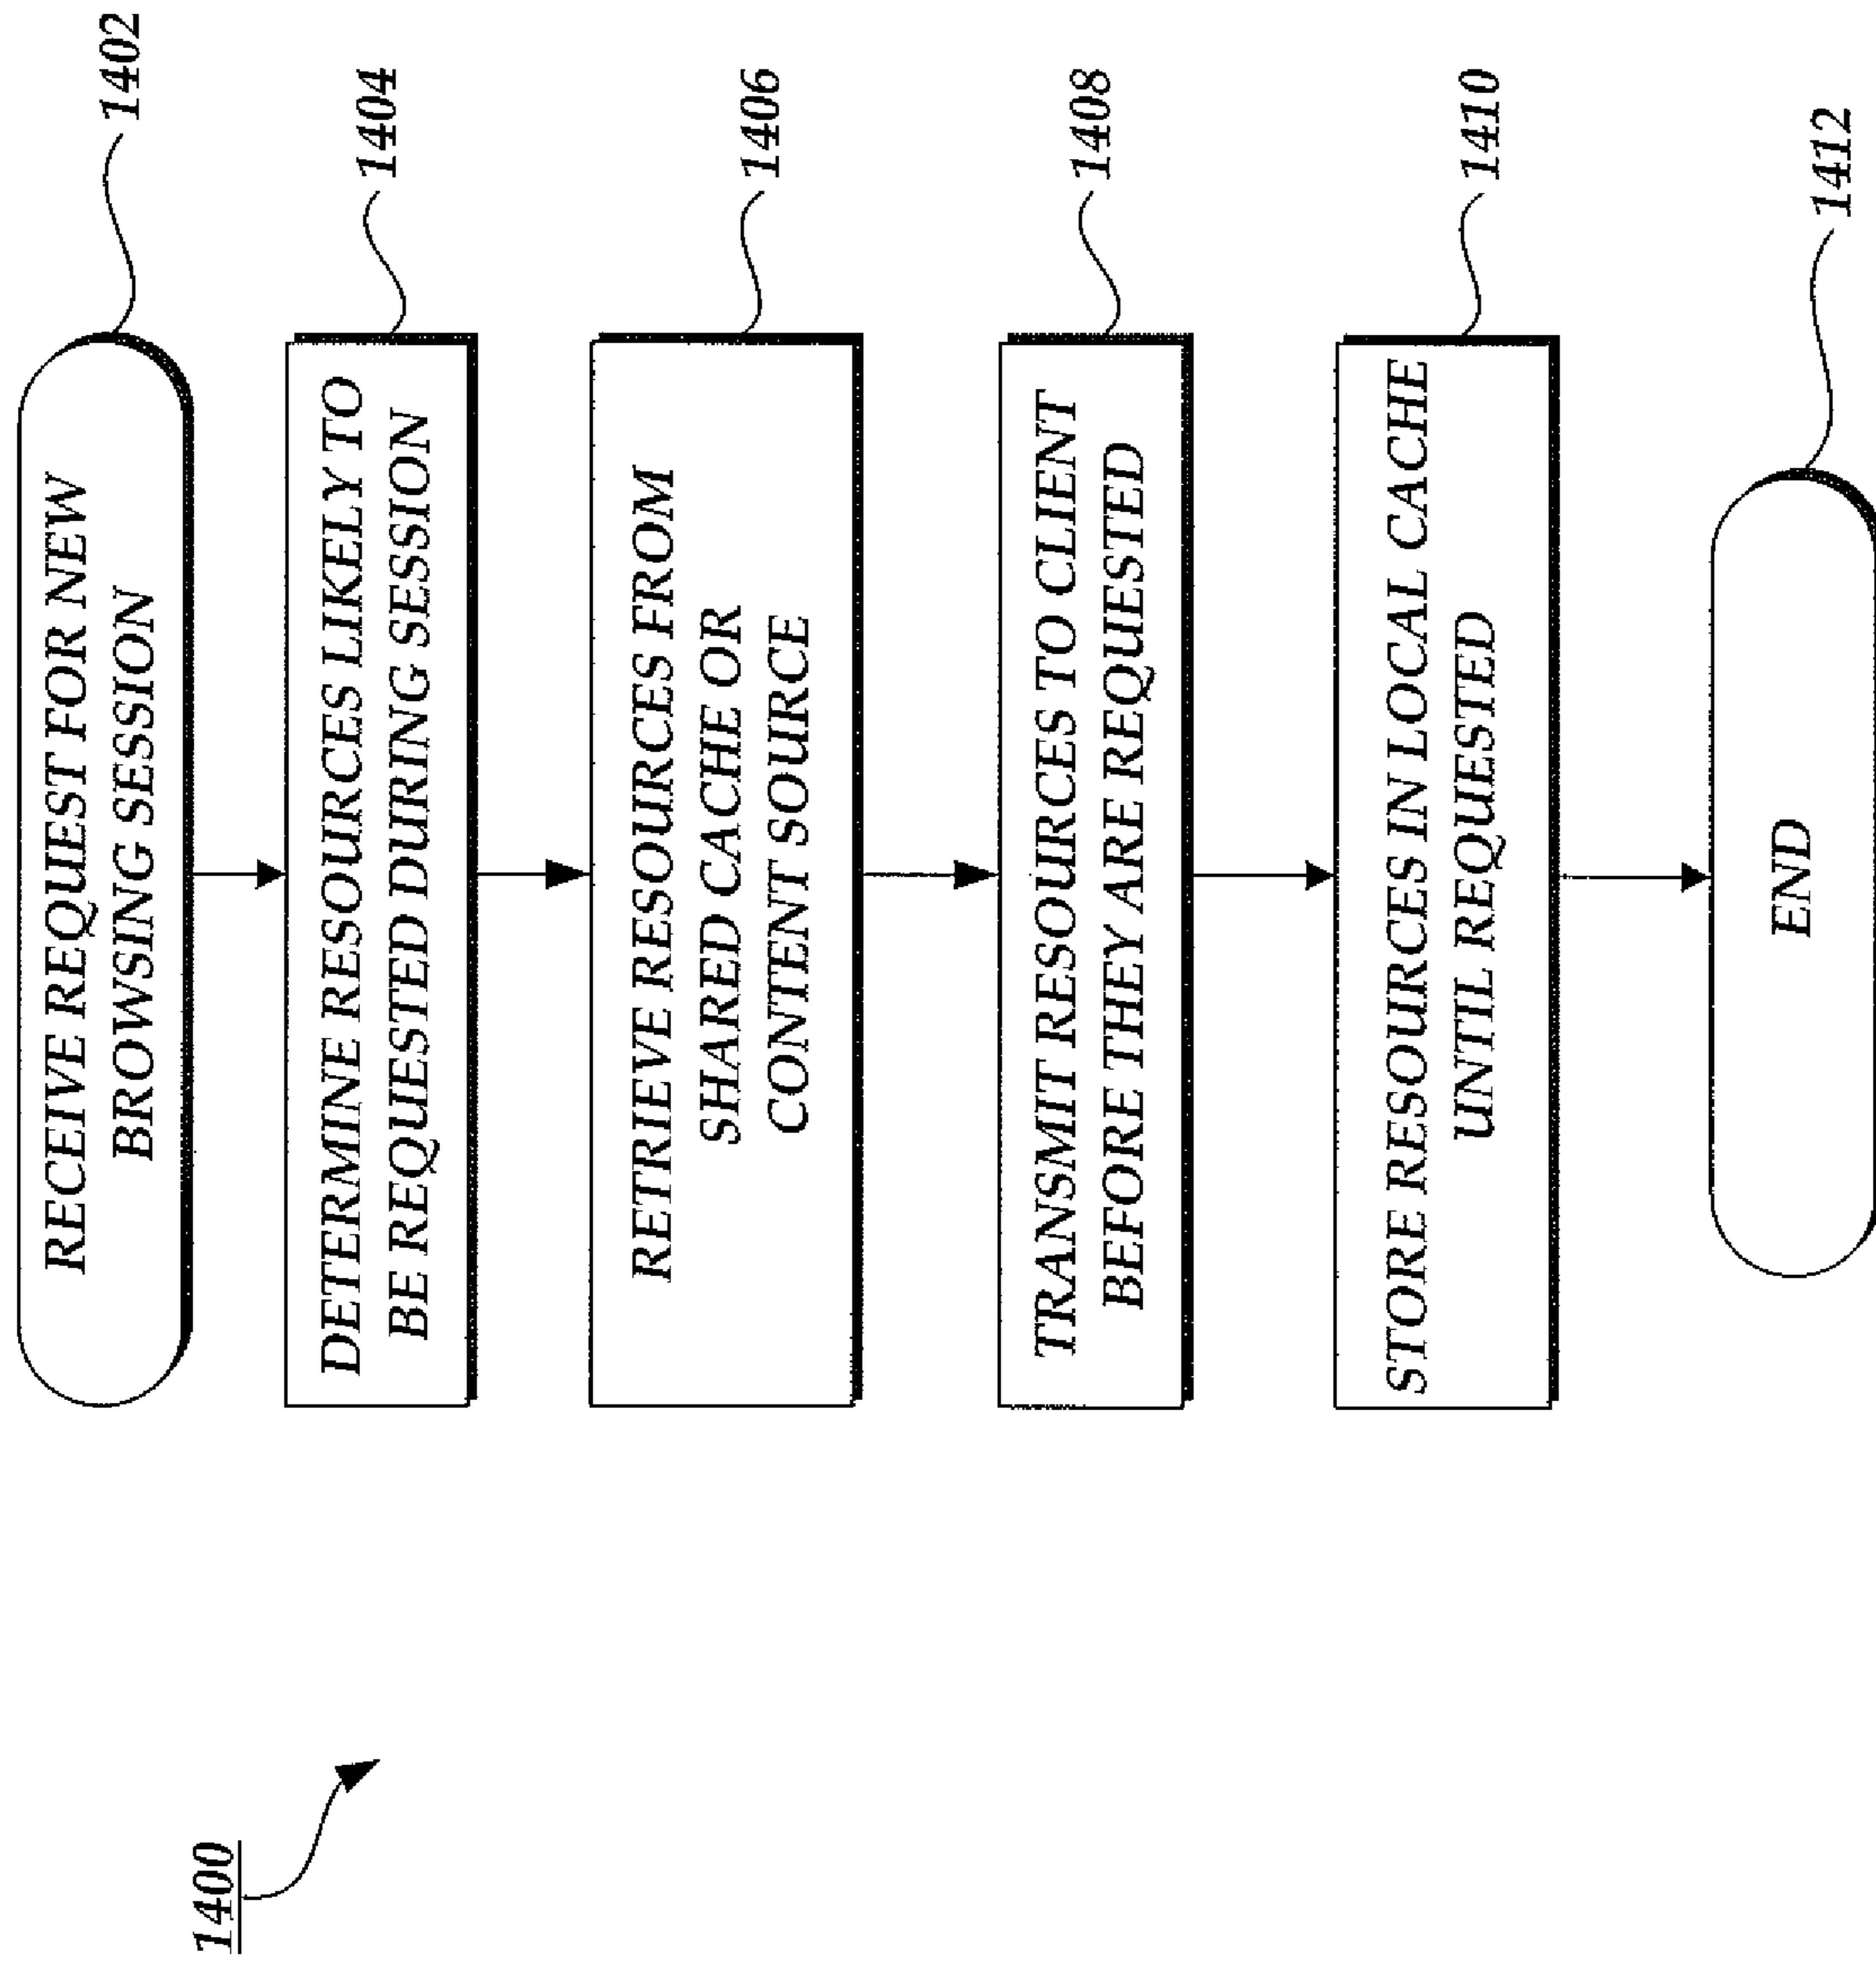 1400
RECEIVE REQUEST FOR NEW
BROWSING SESSION
1402
DETERMINE RESOURCES LIKELY TO
BE REQUESTED DURING SESSION
1404
RETRIEVE RESOURCES FROM
SHARED CACHE OR
CONTENT SOURCE
1406
TRANSMIT RESOURCES TO CLIENT
BEFORE THEY ARE REQUESTED
1408
STORE RESOURCES IN LOCAL CACHE
UNTIL REQUESTED
1410
END
1412